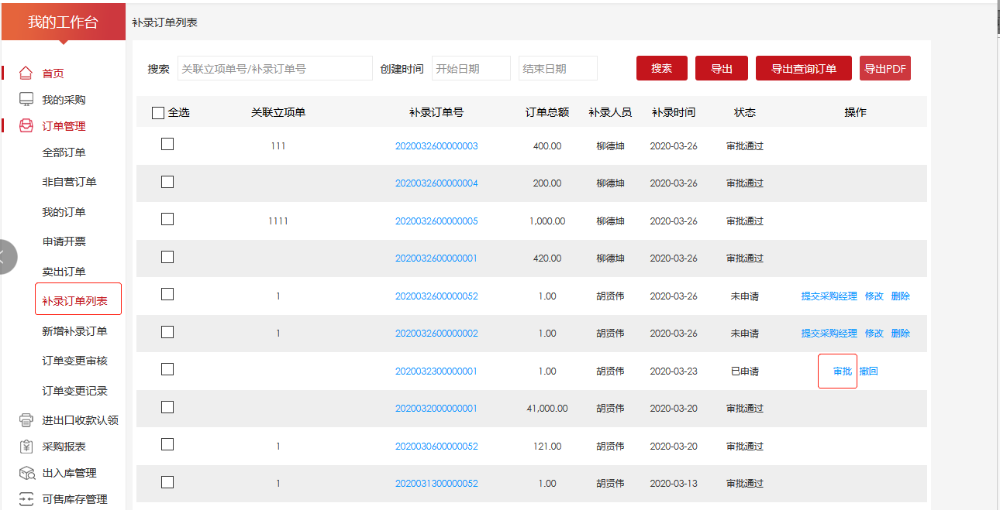 我的工作台
补录订单列表
首页
我的采购
订单管理
全部订单
非自营订单
我的订单
申请开票
卖出订单
补录订单列表
新增补录订单
订单变更审核
订单变更记录
进出口收款认领
采购报表
出入库管理
可售库存管理
搜索 关联立项单号/补录订单号 创建时间 开始日期 结束日期 搜索 导出 导出查询订单 导出PDF
全选 关联立项单 补录订单号 订单总额 补录人员 补录时间 状态 操作
111 2020032600000003 400.00 柳德坤 2020-03-26 审批通过
2020032600000004 200.00 柳德坤 2020-03-26 审批通过
1111 2020032600000005 1,000.00 柳德坤 2020-03-26 审批通过
2020032600000001 420.00 柳德坤 2020-03-26 审批通过
1 2020032600000052 1.00 胡贤伟 2020-03-26 未申请 提交采购经理 修改 删除
1 2020032600000002 1.00 胡贤伟 2020-03-26 未申请 提交采购经理 修改 删除
2020032300000001 1.00 胡贤伟 2020-03-23 已申请 审批 撤回
2020032000000001 41,000.00 胡贤伟 2020-03-20 审批通过
1 2020030600000052 121.00 胡贤伟 2020-03-20 审批通过
1 2020031300000052 1.00 胡贤伟 2020-03-13 审批通过